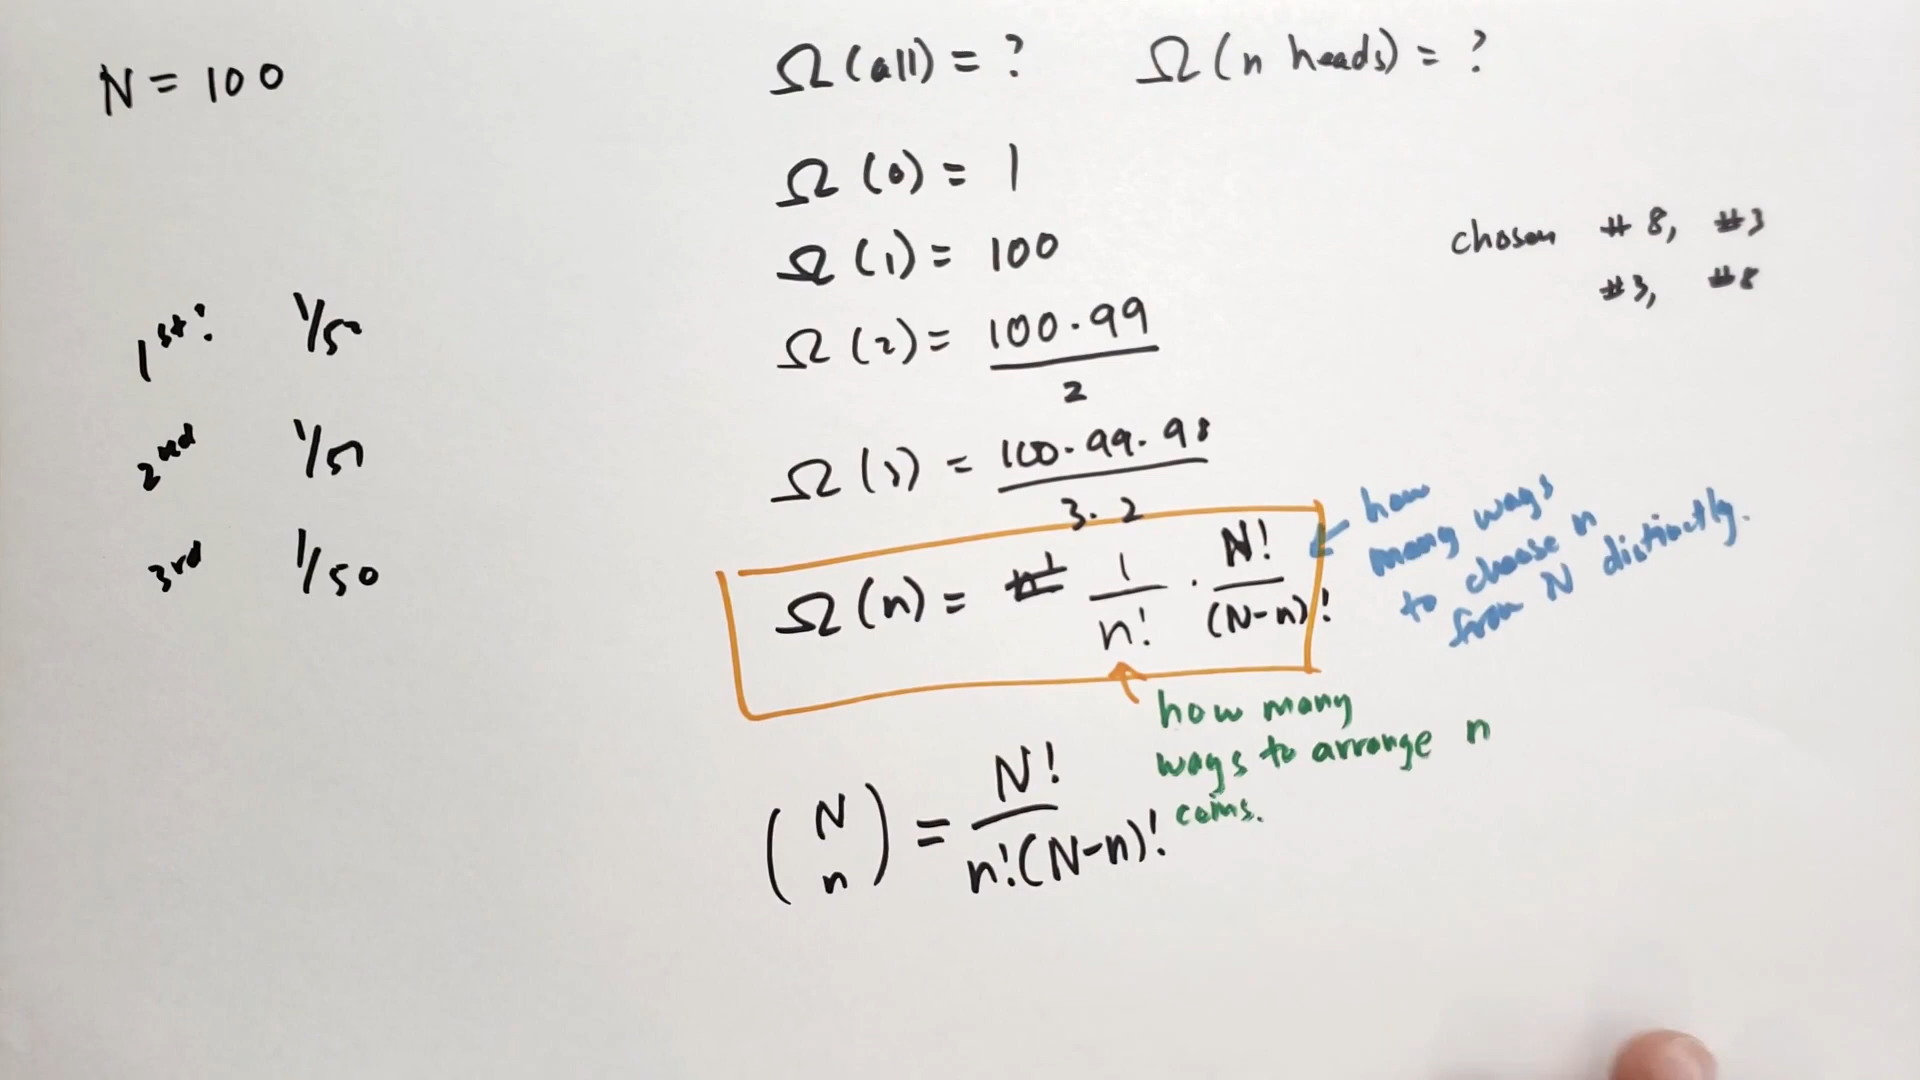 N = 100
Ω(all) = ?
Ω(n heads) = ?
Ω(0) = 1
Ω(1) = 100
Ω(2) = 100·99 / 2
Ω(3) = 100·99·98 / 3·2
chosen #8, #3
#3, #8
1st: 1/50
2nd 1/50
3rd 1/50
Ω(n) = 1/n! · N!/(N-n)!
how
many ways
to choose n
from N distinctly.
how many
ways to arrange n
coins.
(N n) = N! / n!(N-n)!